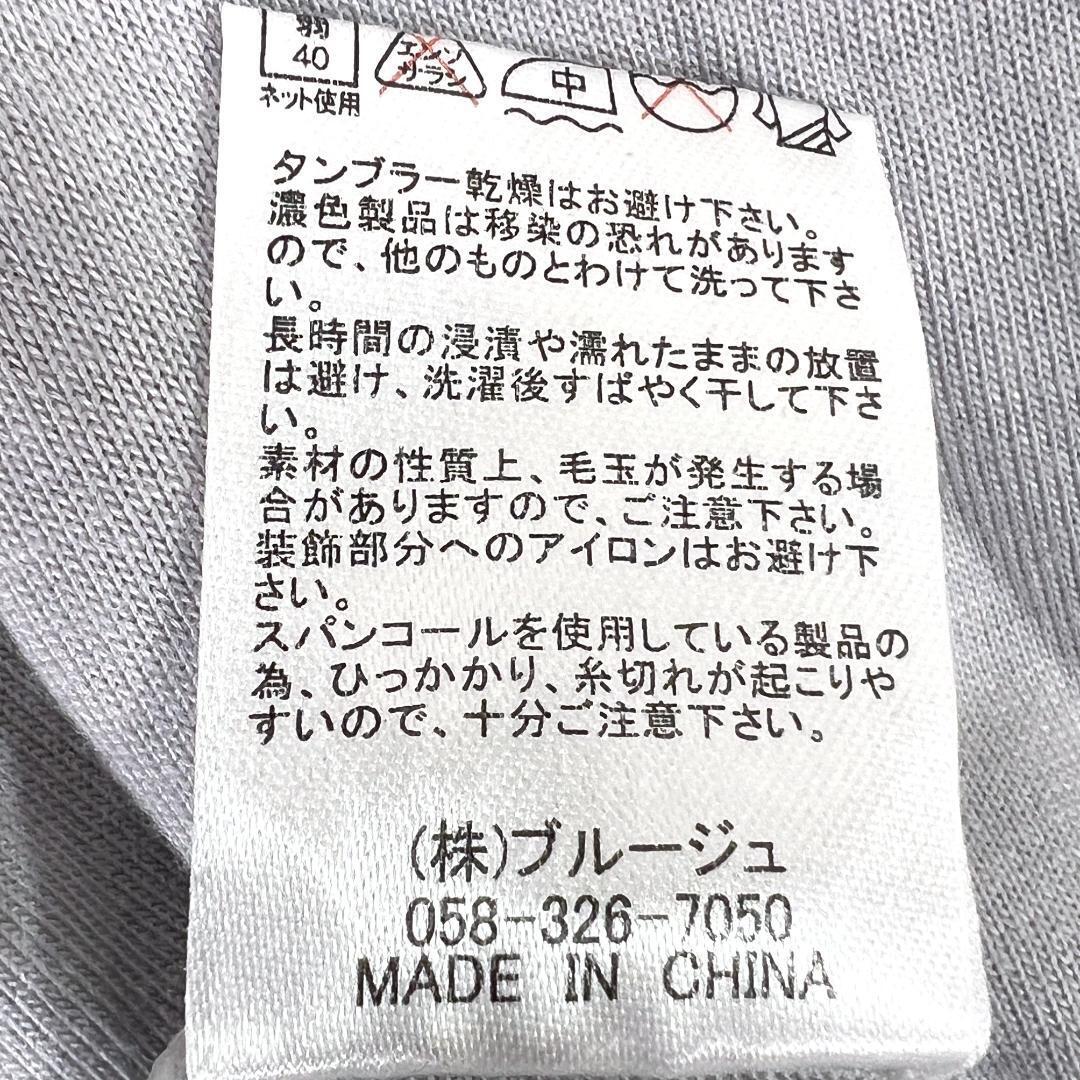 弱
40
ネット使用
エンソ
サラン
中
タンブラー乾燥はお避け下さい。
濃色製品は移染の恐れがあります
ので、他のものとわけて洗って下さ
い。
長時間の浸漬や濡れたままの放置
は避け、洗濯後すばやく干して下さ
い。
素材の性質上、毛玉が発生する場
合がありますので、ご注意下さい。
装飾部分へのアイロンはお避け下
さい。
スパンコールを使用している製品の
為、ひっかかり、糸切れが起こりや
すいので、十分ご注意下さい。
(株)ブルージュ
058-326-7050
MADE IN CHINA